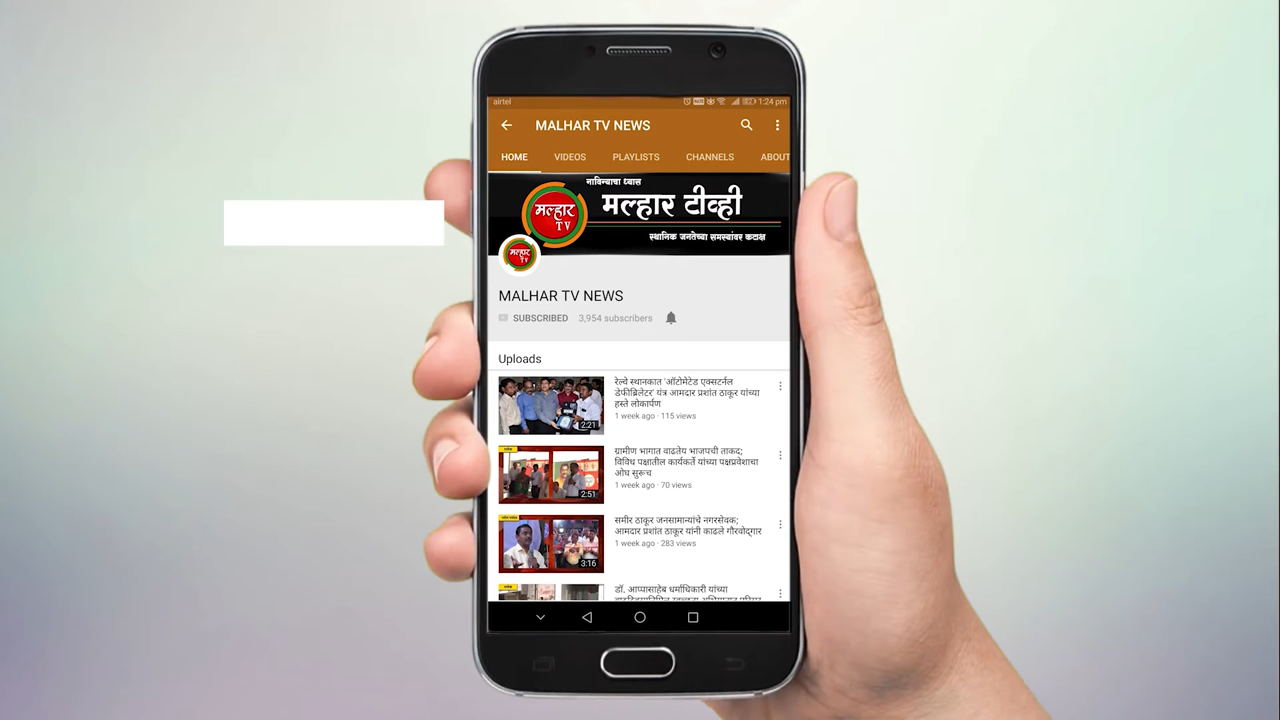 airtel
1:24 pm
MALHAR TV NEWS
HOME VIDEOS PLAYLISTS CHANNELS ABOUT
नाविन्याचा ध्यास
मल्हार टीव्ही
स्थानिक जनतेच्या समस्यांवर कटाक्ष
मल्हार
TV
मल्हार
TV
MALHAR TV NEWS
SUBSCRIBED 3,954 subscribers
Uploads
रेल्वे स्थानकात 'ऑटोमेटेड एक्सटर्नल
डेफीब्रिलेटर' यंत्र आमदार प्रशांत ठाकूर यांच्या
हस्ते लोकार्पण
1 week ago · 115 views
2:21
ग्रामीण भागात वाढतेय भाजपची ताकद;
विविध पक्षातील कार्यकर्ते यांच्या पक्षप्रवेशाचा
ओघ सुरूच
1 week ago · 70 views
2:51
समीर ठाकूर जनसामान्यांचे नगरसेवक;
आमदार प्रशांत ठाकूर यांनी काढले गौरवोद्गार
1 week ago · 283 views
3:16
डॉ. आप्पासाहेब धर्माधिकारी यांच्या